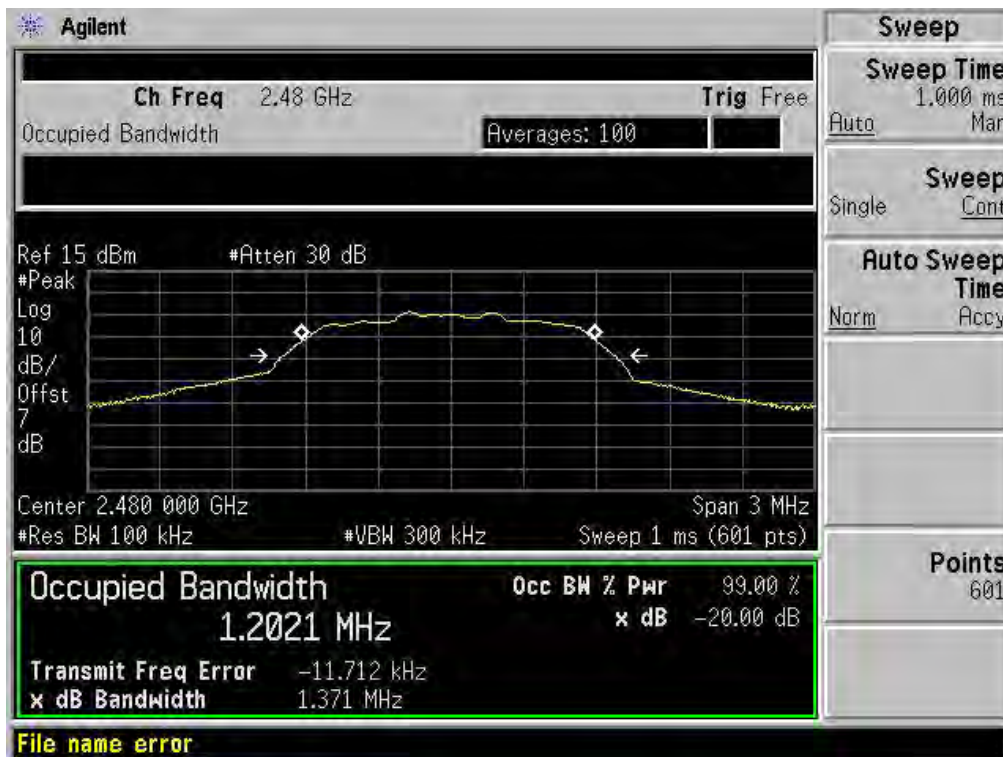 Agilent
Ch Freq 2.48 GHz Trig Free
Occupied Bandwidth Averages: 100
Ref 15 dBm #Atten 30 dB
#Peak
Log
10
dB/
Offst
7
dB
Center 2.480 000 GHz Span 3 MHz
#Res BW 100 kHz #VBW 300 kHz Sweep 1 ms (601 pts)
Occupied Bandwidth Occ BW % Pwr 99.00 %
1.2021 MHz x dB -20.00 dB
Transmit Freq Error -11.712 kHz
x dB Bandwidth 1.371 MHz
File name error
Sweep
Sweep Time
1.000 ms
Auto Man
Sweep
Single Cont
Auto Sweep
Time
Norm Accy
Points
601